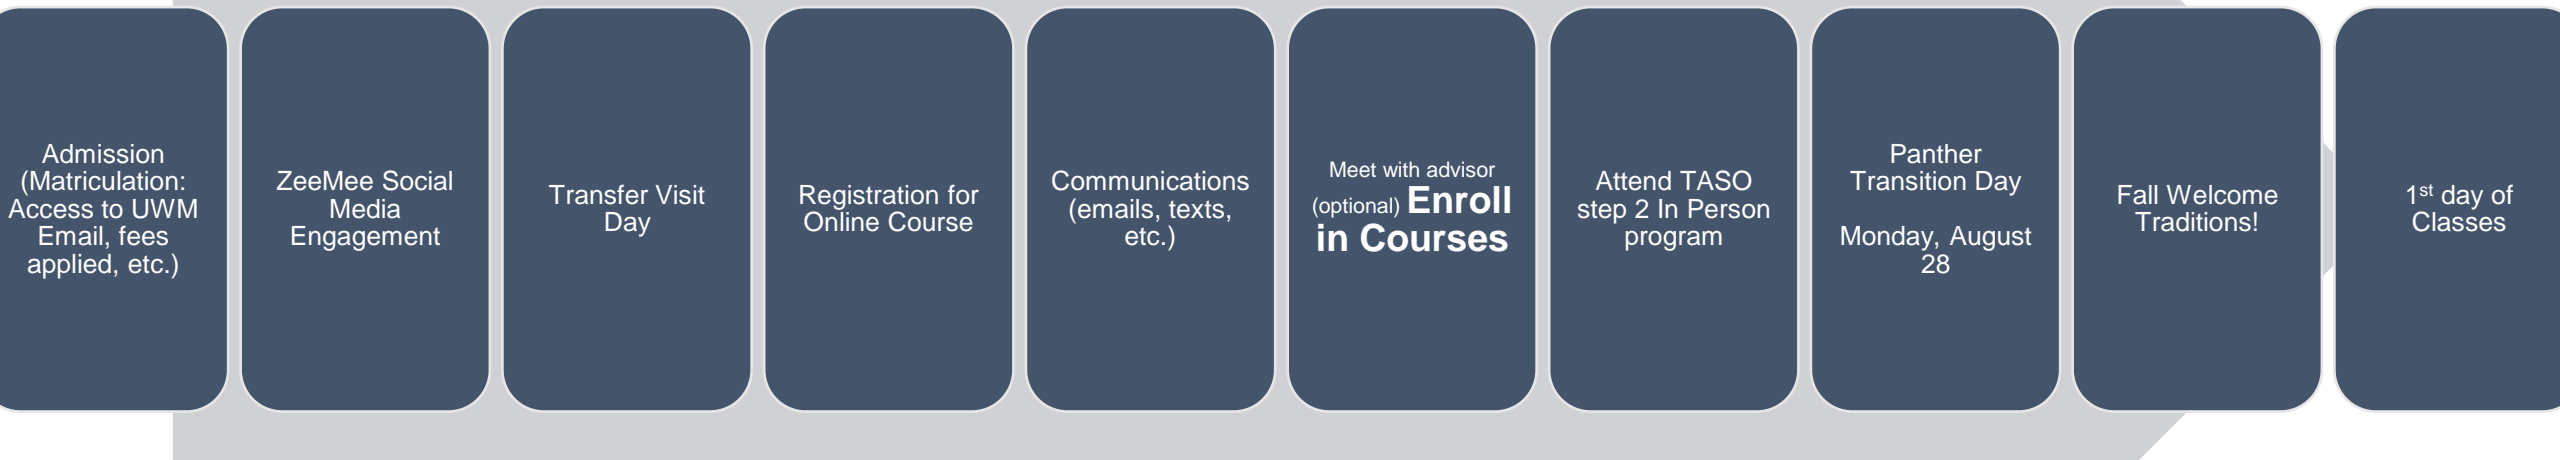 Admission
(Matriculation:
Access to UWM
Email, fees
applied, etc.)
ZeeMee Social
Media
Engagement
Transfer Visit
Day
Registration for
Online Course
Communications
(emails, texts,
etc.)
Meet with advisor
(optional) Enroll
in Courses
Attend TASO
step 2 In Person
program
Panther
Transition Day
Monday, August
28
Fall Welcome
Traditions!
1st day of
Classes